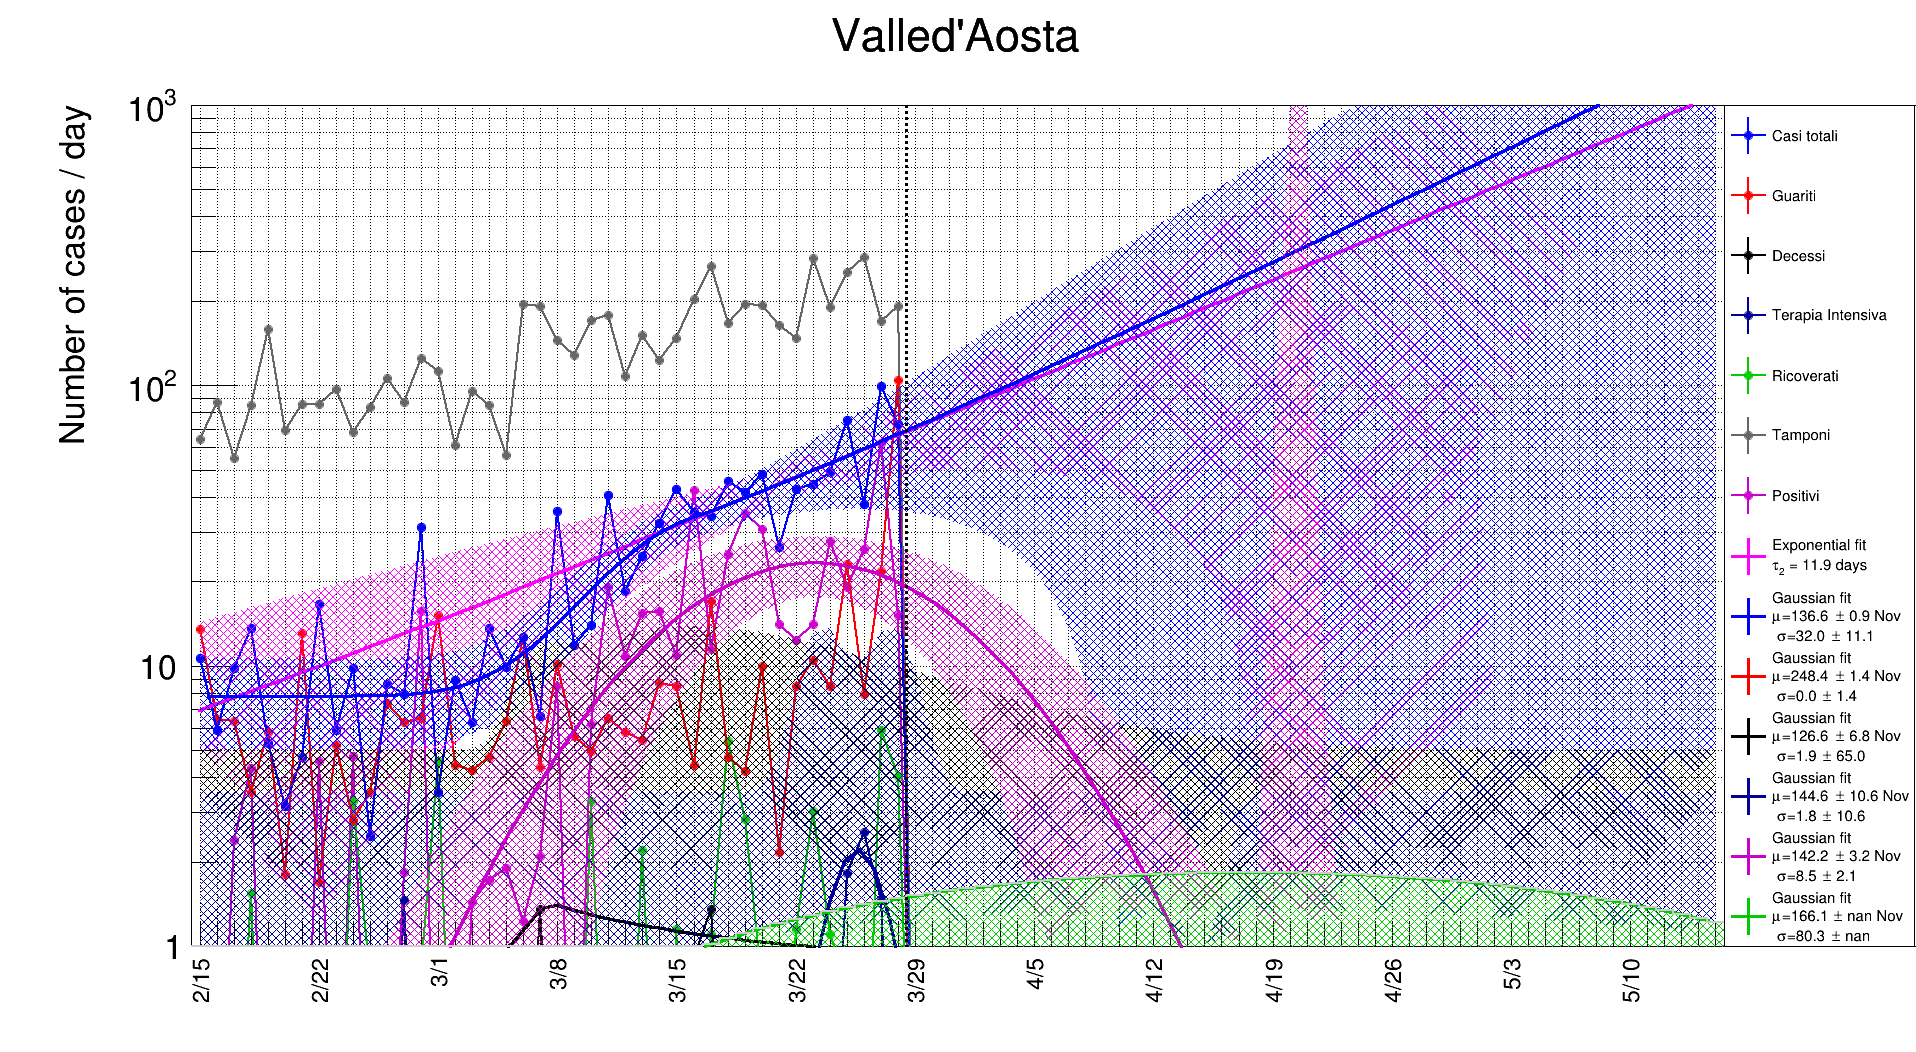 Valled'Aosta
Number of cases / day
10³
10²
10
1
2/15
2/22
3/1
3/8
3/15
3/22
3/29
4/5
4/12
4/19
4/26
5/3
5/10
Casi totali
Guariti
Decessi
Terapia Intensiva
Ricoverati
Tamponi
Positivi
Exponential fit
τ₂ = 11.9 days
Gaussian fit
μ=136.6 ± 0.9 Nov
σ=32.0 ± 11.1
Gaussian fit
μ=248.4 ± 1.4 Nov
σ=0.0 ± 1.4
Gaussian fit
μ=126.6 ± 6.8 Nov
σ=1.9 ± 65.0
Gaussian fit
μ=144.6 ± 10.6 Nov
σ=1.8 ± 10.6
Gaussian fit
μ=142.2 ± 3.2 Nov
σ=8.5 ± 2.1
Gaussian fit
μ=166.1 ± nan Nov
σ=80.3 ± nan